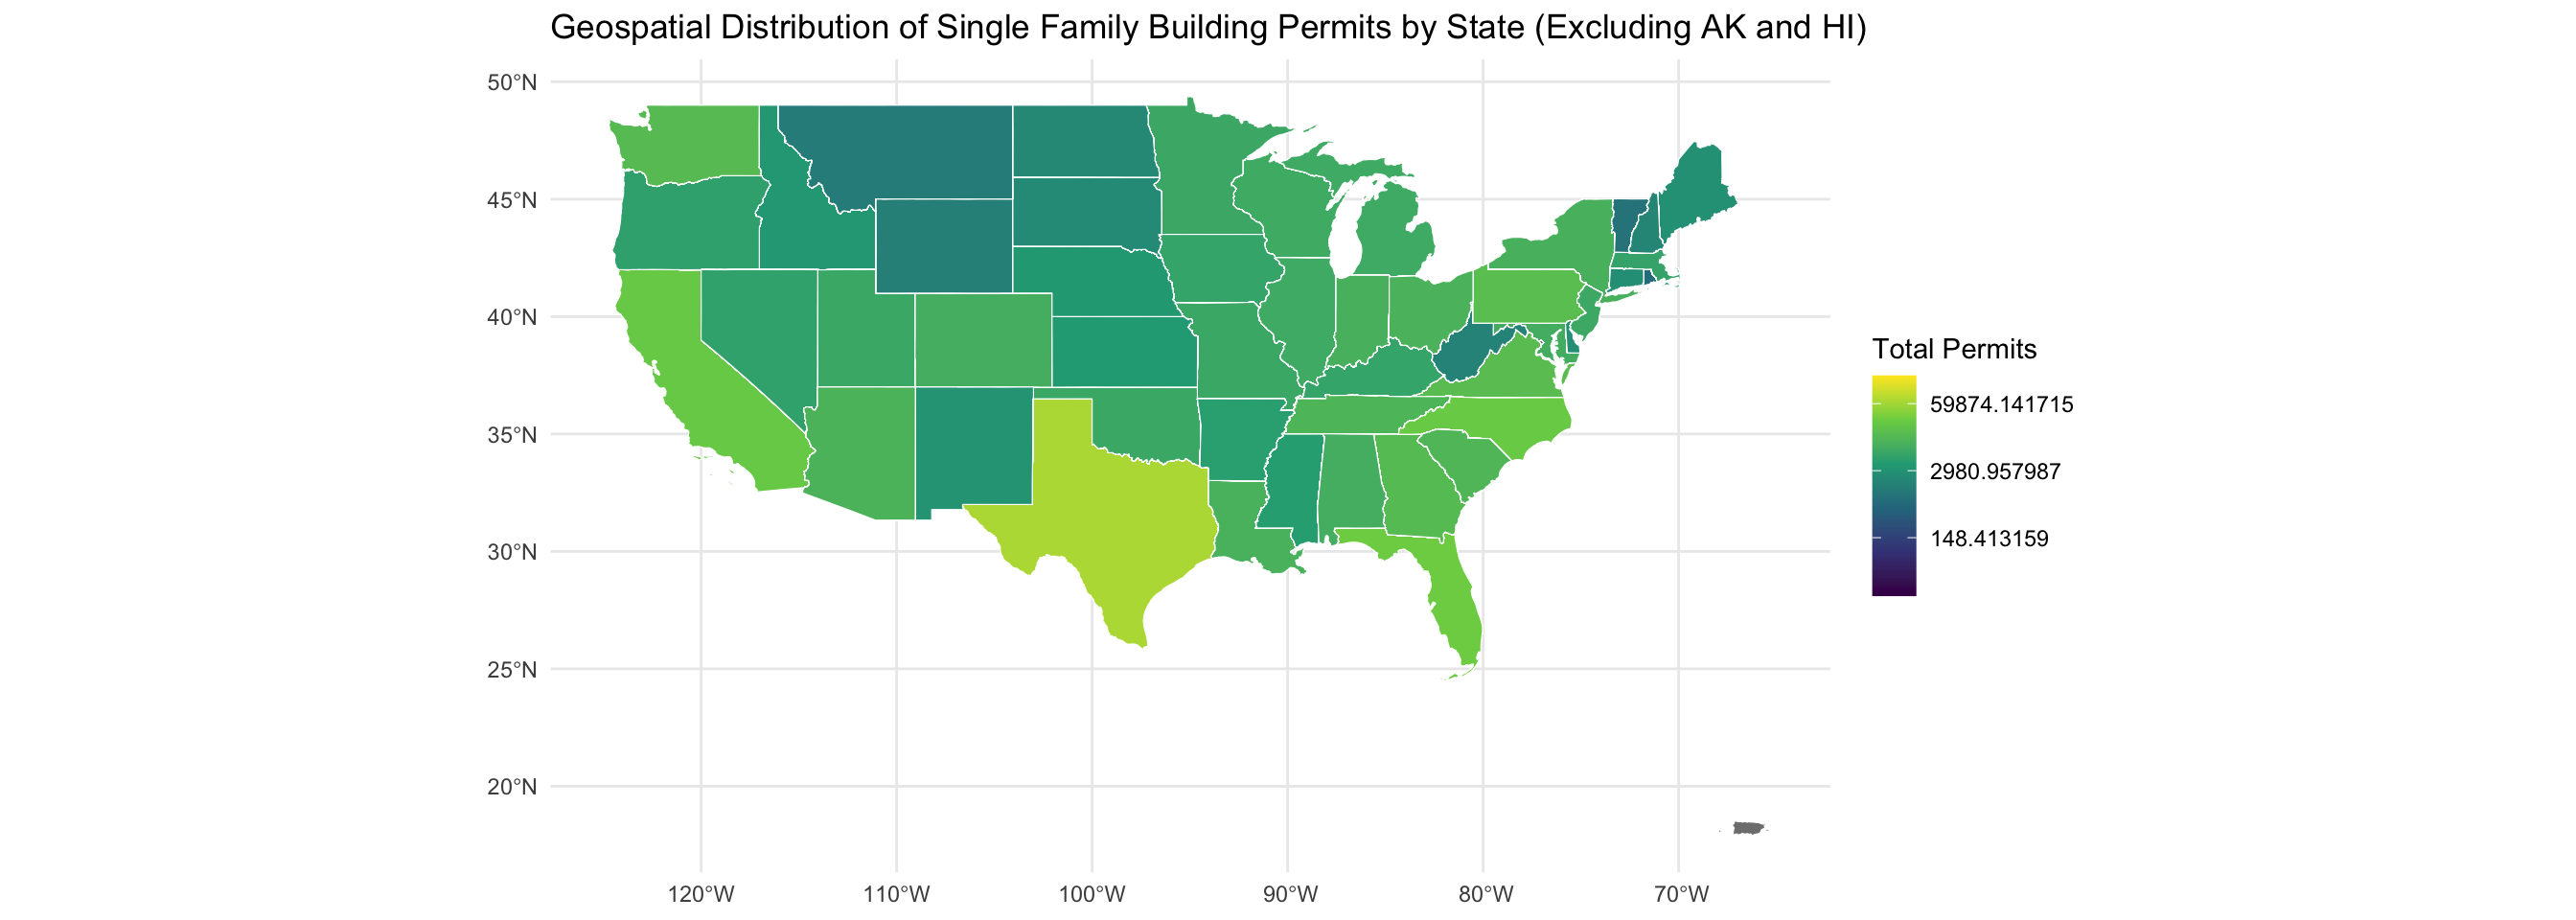 Geospatial Distribution of Single Family Building Permits by State (Excluding AK and HI)
50°N
45°N
40°N
35°N
30°N
25°N
20°N
120°W
110°W
100°W
90°W
80°W
70°W
Total Permits
59874.141715
2980.957987
148.413159